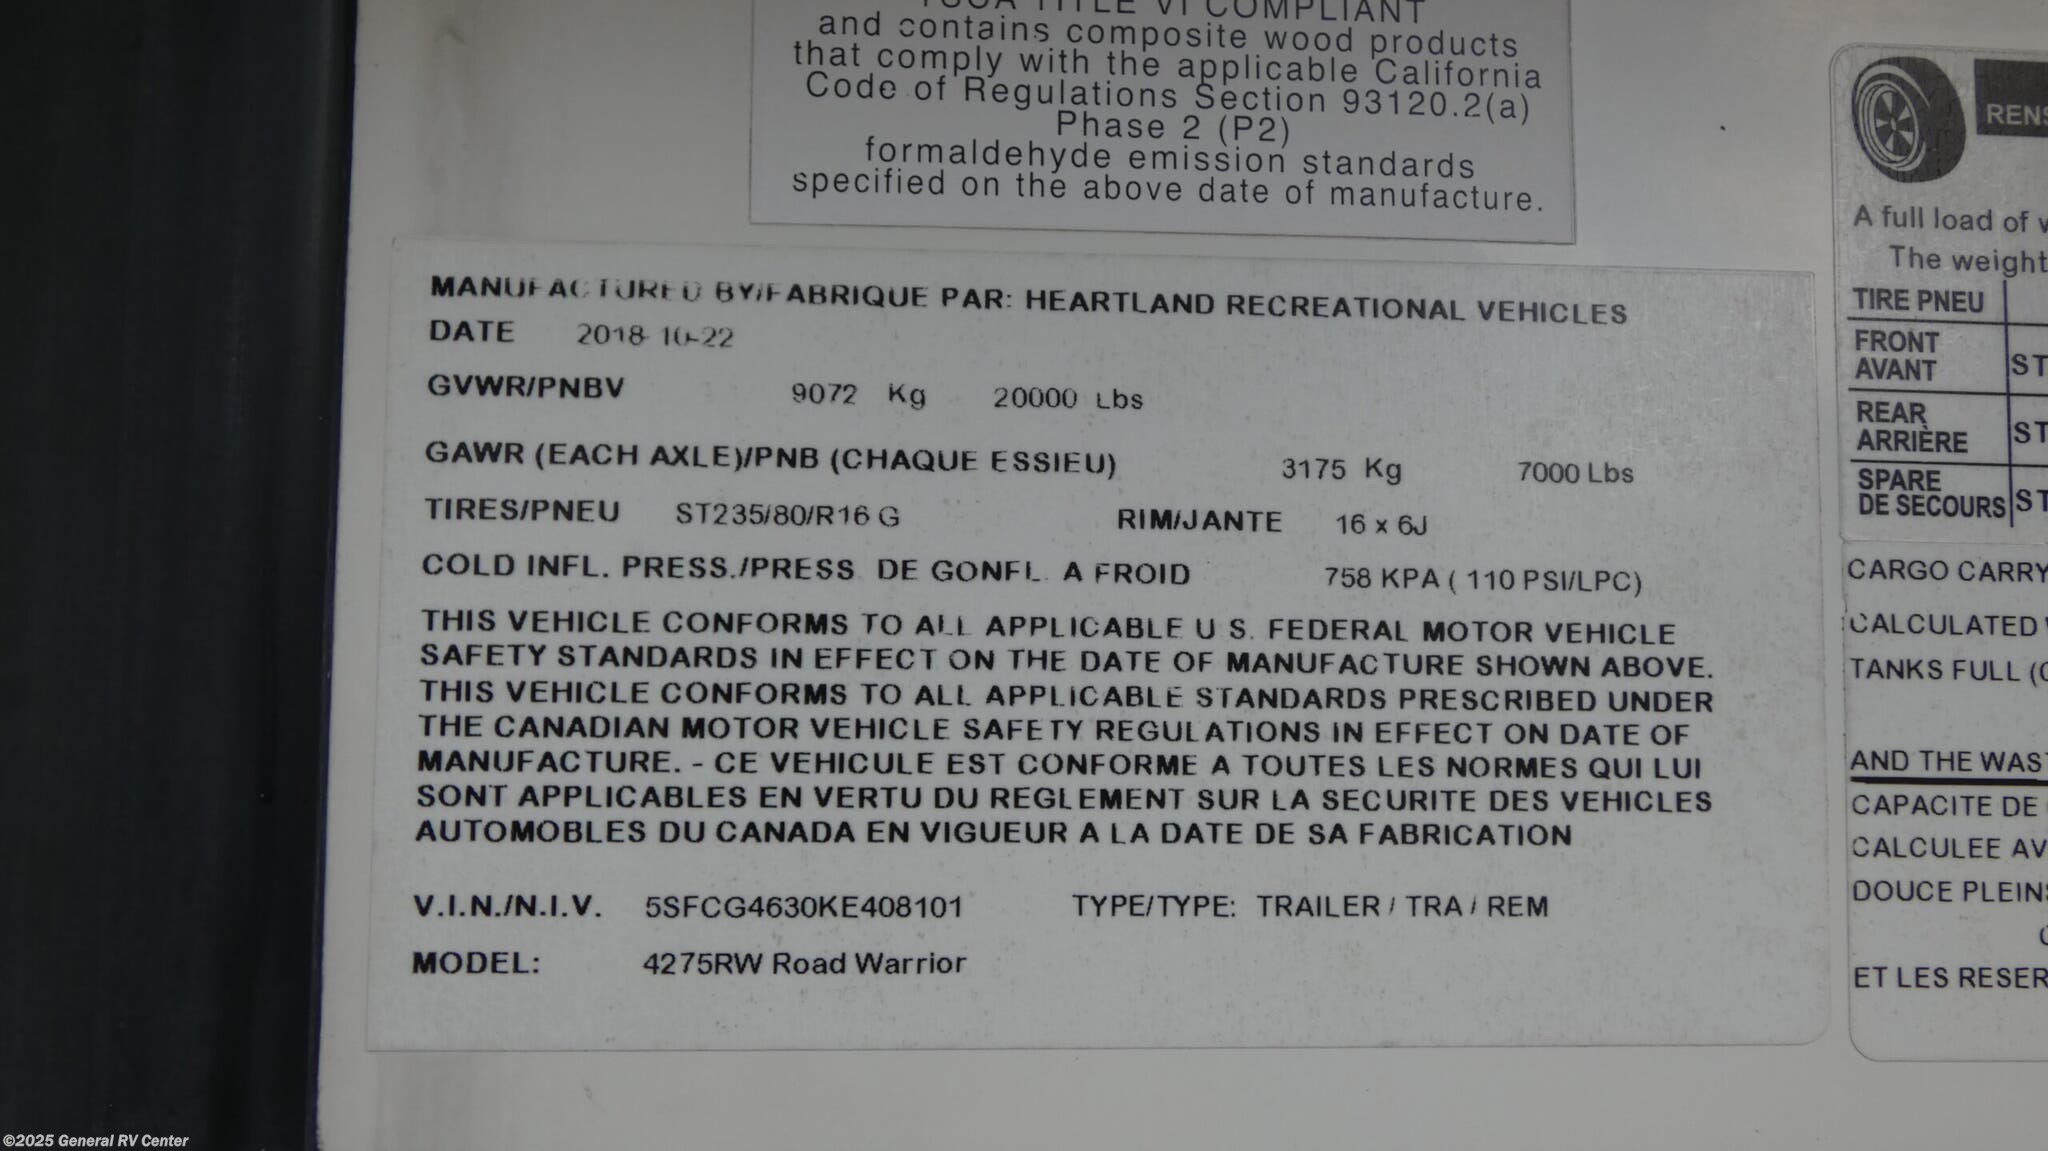 TSCA TITLE VI COMPLIANT
and contains composite wood products
that comply with the applicable California
Code of Regulations Section 93120.2(a)
Phase 2 (P2)
formaldehyde emission standards
specified on the above date of manufacture.
MANUFACTURED BY/FABRIQUE PAR: HEARTLAND RECREATIONAL VEHICLES
DATE 2018-10-22
GVWR/PNBV 9072 Kg 20000 Lbs
GAWR (EACH AXLE)/PNB (CHAQUE ESSIEU) 3175 Kg 7000 Lbs
TIRES/PNEU ST235/80/R16 G RIM/JANTE 16 x 6J
COLD INFL. PRESS./PRESS. DE GONFL. A FROID 758 KPA ( 110 PSI/LPC)
THIS VEHICLE CONFORMS TO ALL APPLICABLE U.S. FEDERAL MOTOR VEHICLE
SAFETY STANDARDS IN EFFECT ON THE DATE OF MANUFACTURE SHOWN ABOVE.
THIS VEHICLE CONFORMS TO ALL APPLICABLE STANDARDS PRESCRIBED UNDER
THE CANADIAN MOTOR VEHICLE SAFETY REGULATIONS IN EFFECT ON DATE OF
MANUFACTURE. - CE VEHICULE EST CONFORME A TOUTES LES NORMES QUI LUI
SONT APPLICABLES EN VERTU DU REGLEMENT SUR LA SECURITE DES VEHICLES
AUTOMOBLES DU CANADA EN VIGUEUR A LA DATE DE SA FABRICATION
V.I.N./N.I.V. 5SFCG4630KE408101 TYPE/TYPE: TRAILER / TRA / REM
MODEL: 4275RW Road Warrior
RENS
A full load of
The weight
TIRE PNEU
FRONT
AVANT ST
REAR
ARRIÈRE ST
SPARE
DE SECOURS ST
CARGO CARRY
CALCULATED
TANKS FULL (
AND THE WAST
CAPACITE DE
CALCULEE AV
DOUCE PLEINS
ET LES RESER
©2025 General RV Center